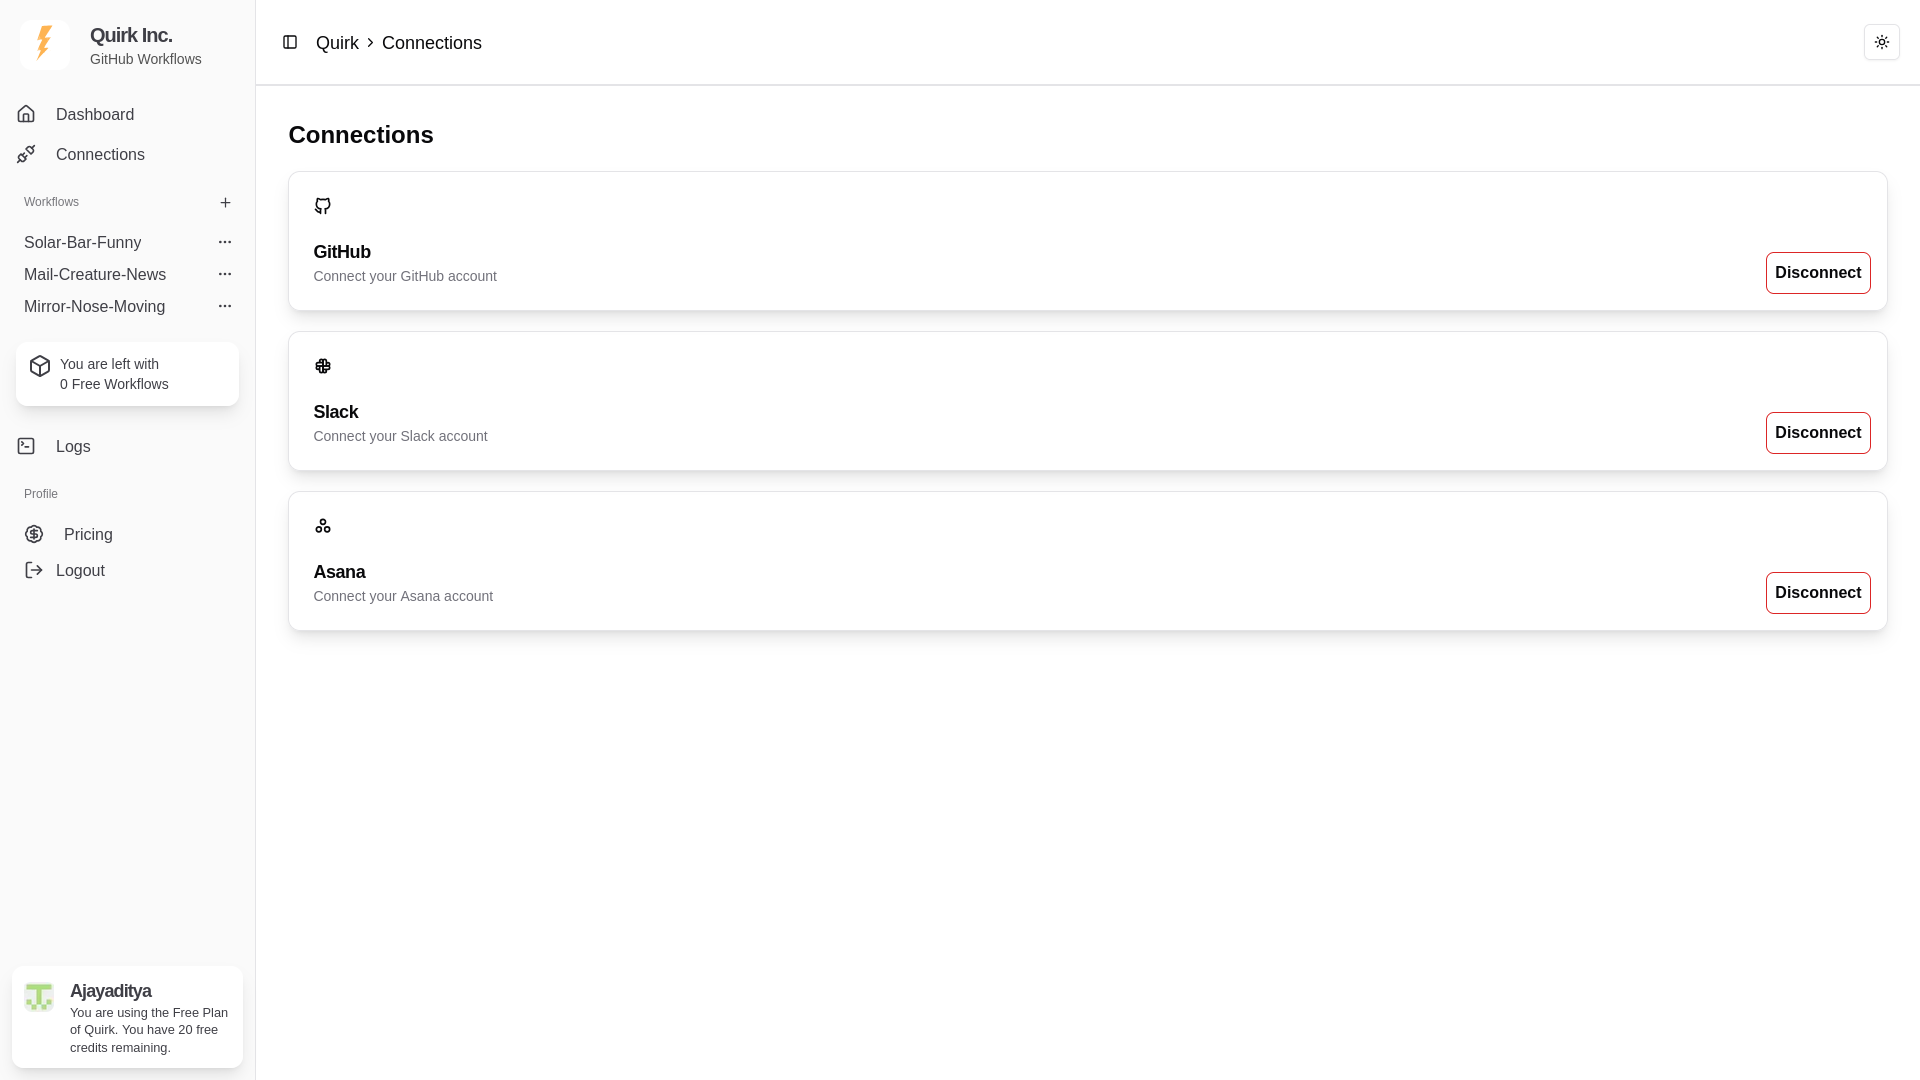 Quirk Inc.
GitHub Workflows
Dashboard
Connections
Workflows
Solar-Bar-Funny
Mail-Creature-News
Mirror-Nose-Moving
You are left with
0 Free Workflows
Logs
Profile
Pricing
Logout
Ajayaditya
You are using the Free Plan
of Quirk. You have 20 free
credits remaining.
Quirk > Connections
Connections
GitHub
Connect your GitHub account
Disconnect
Slack
Connect your Slack account
Disconnect
Asana
Connect your Asana account
Disconnect